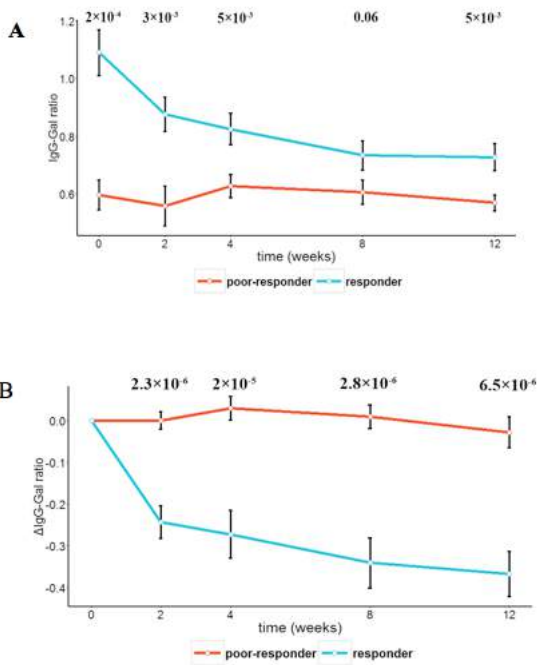 A
2×10⁻⁴ 3×10⁻³ 5×10⁻³ 0.06 5×10⁻³
1.2
1.0
0.8
0.6
IgG-Gal ratio
0 2 4 8 12
time (weeks)
poor-responder responder
B
2.3×10⁻⁶ 2×10⁻⁵ 2.8×10⁻⁶ 6.5×10⁻⁶
0.0
-0.1
-0.2
-0.3
-0.4
ΔIgG-Gal ratio
0 2 4 8 12
time (weeks)
poor-responder responder